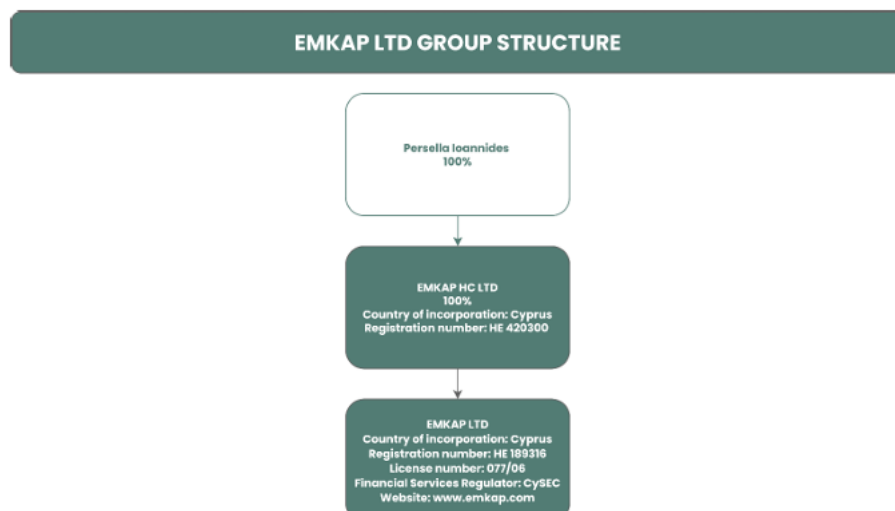 EMKAP LTD GROUP STRUCTURE
Persella Ioannides
100%
EMKAP HC LTD
100%
Country of incorporation: Cyprus
Registration number: HE 420300
EMKAP LTD
Country of incorporation: Cyprus
Registration number: HE 189316
License number: 077/06
Financial Services Regulator: CySEC
Website: www.emkap.com